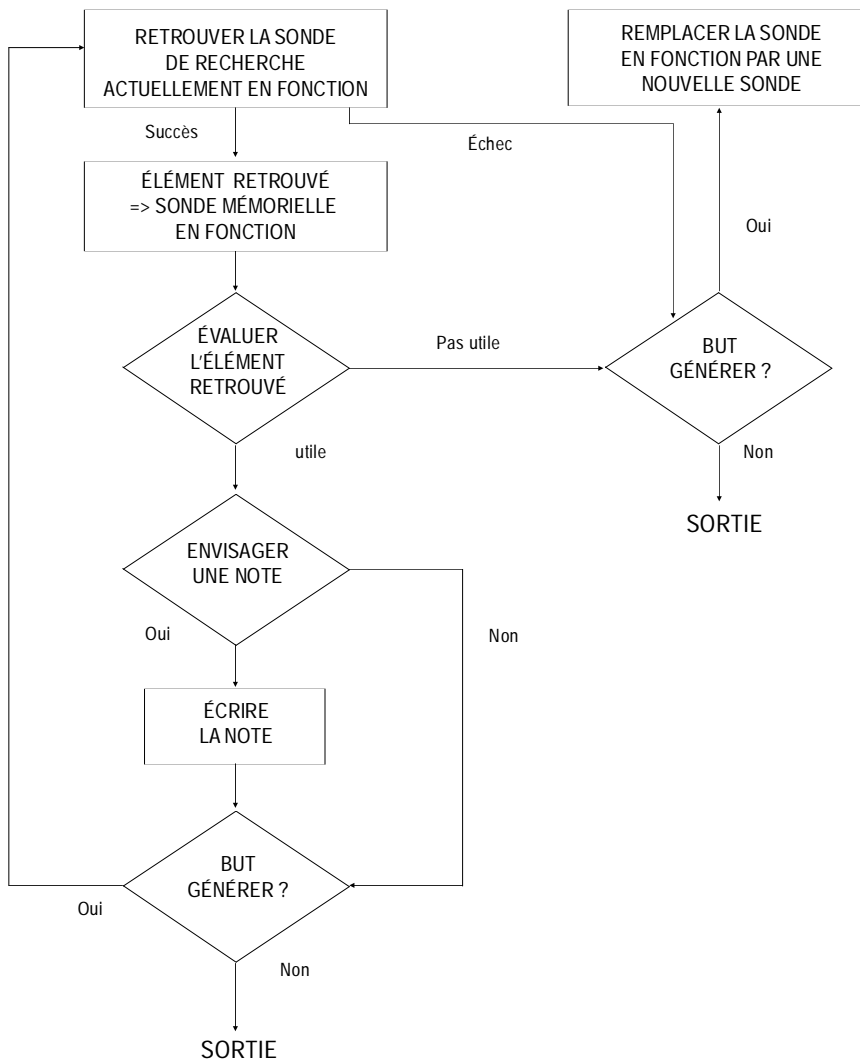 RETROUVER LA SONDE
DE RECHERCHE
ACTUELLEMENT EN FONCTION
REMPLACER LA SONDE
EN FONCTION PAR UNE
NOUVELLE SONDE
Succès
Échec
ÉLÉMENT RETROUVÉ
=> SONDE MÉMORIELLE
EN FONCTION
Oui
ÉVALUER
L'ÉLÉMENT
RETROUVÉ
Pas utile
BUT
GÉNÉRER ?
utile
Non
SORTIE
ENVISAGER
UNE NOTE
Oui
Non
ÉCRIRE
LA NOTE
BUT
GÉNÉRER ?
Oui
Non
SORTIE